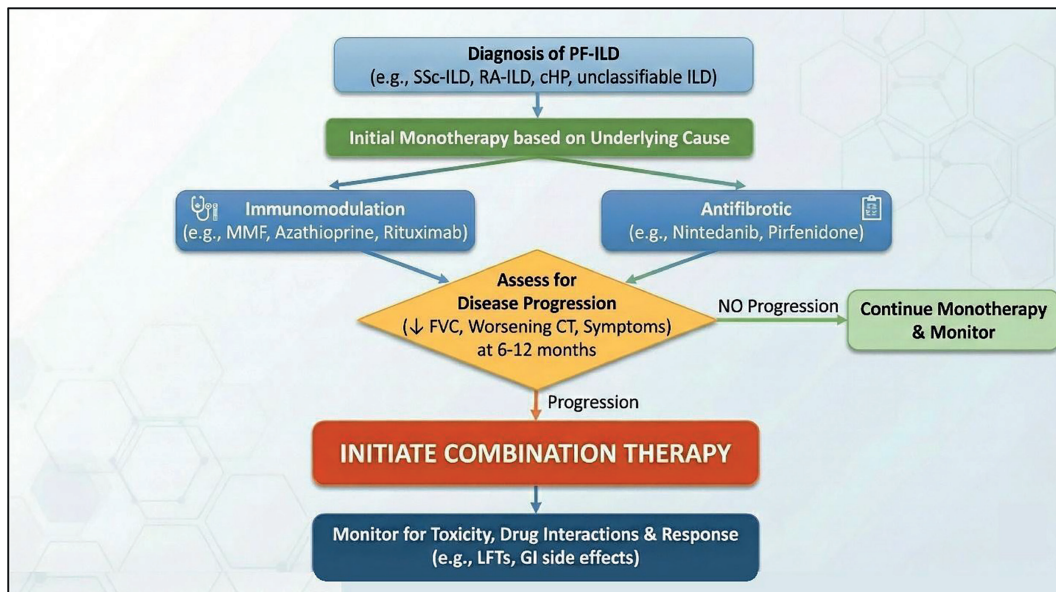 Diagnosis of PF-ILD
(e.g., SSc-ILD, RA-ILD, cHP, unclassifiable ILD)
Initial Monotherapy based on Underlying Cause
Immunomodulation
(e.g., MMF, Azathioprine, Rituximab)
Antifibrotic
(e.g., Nintedanib, Pirfenidone)
Assess for
Disease Progression
(↓ FVC, Worsening CT, Symptoms)
at 6-12 months
NO Progression
Continue Monotherapy
& Monitor
Progression
INITIATE COMBINATION THERAPY
Monitor for Toxicity, Drug Interactions & Response
(e.g., LFTs, GI side effects)